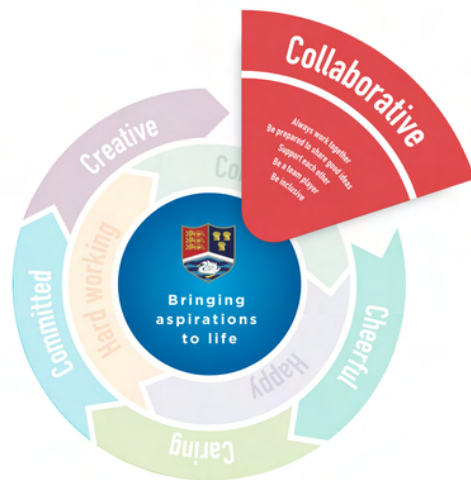 Collaborative
Always work together
Be prepared to share good ideas
Support each other
Be a team player
Be inclusive
Creative
Hard working
Committed
Bringing
aspirations
to life
Cheerful
Happy
Caring